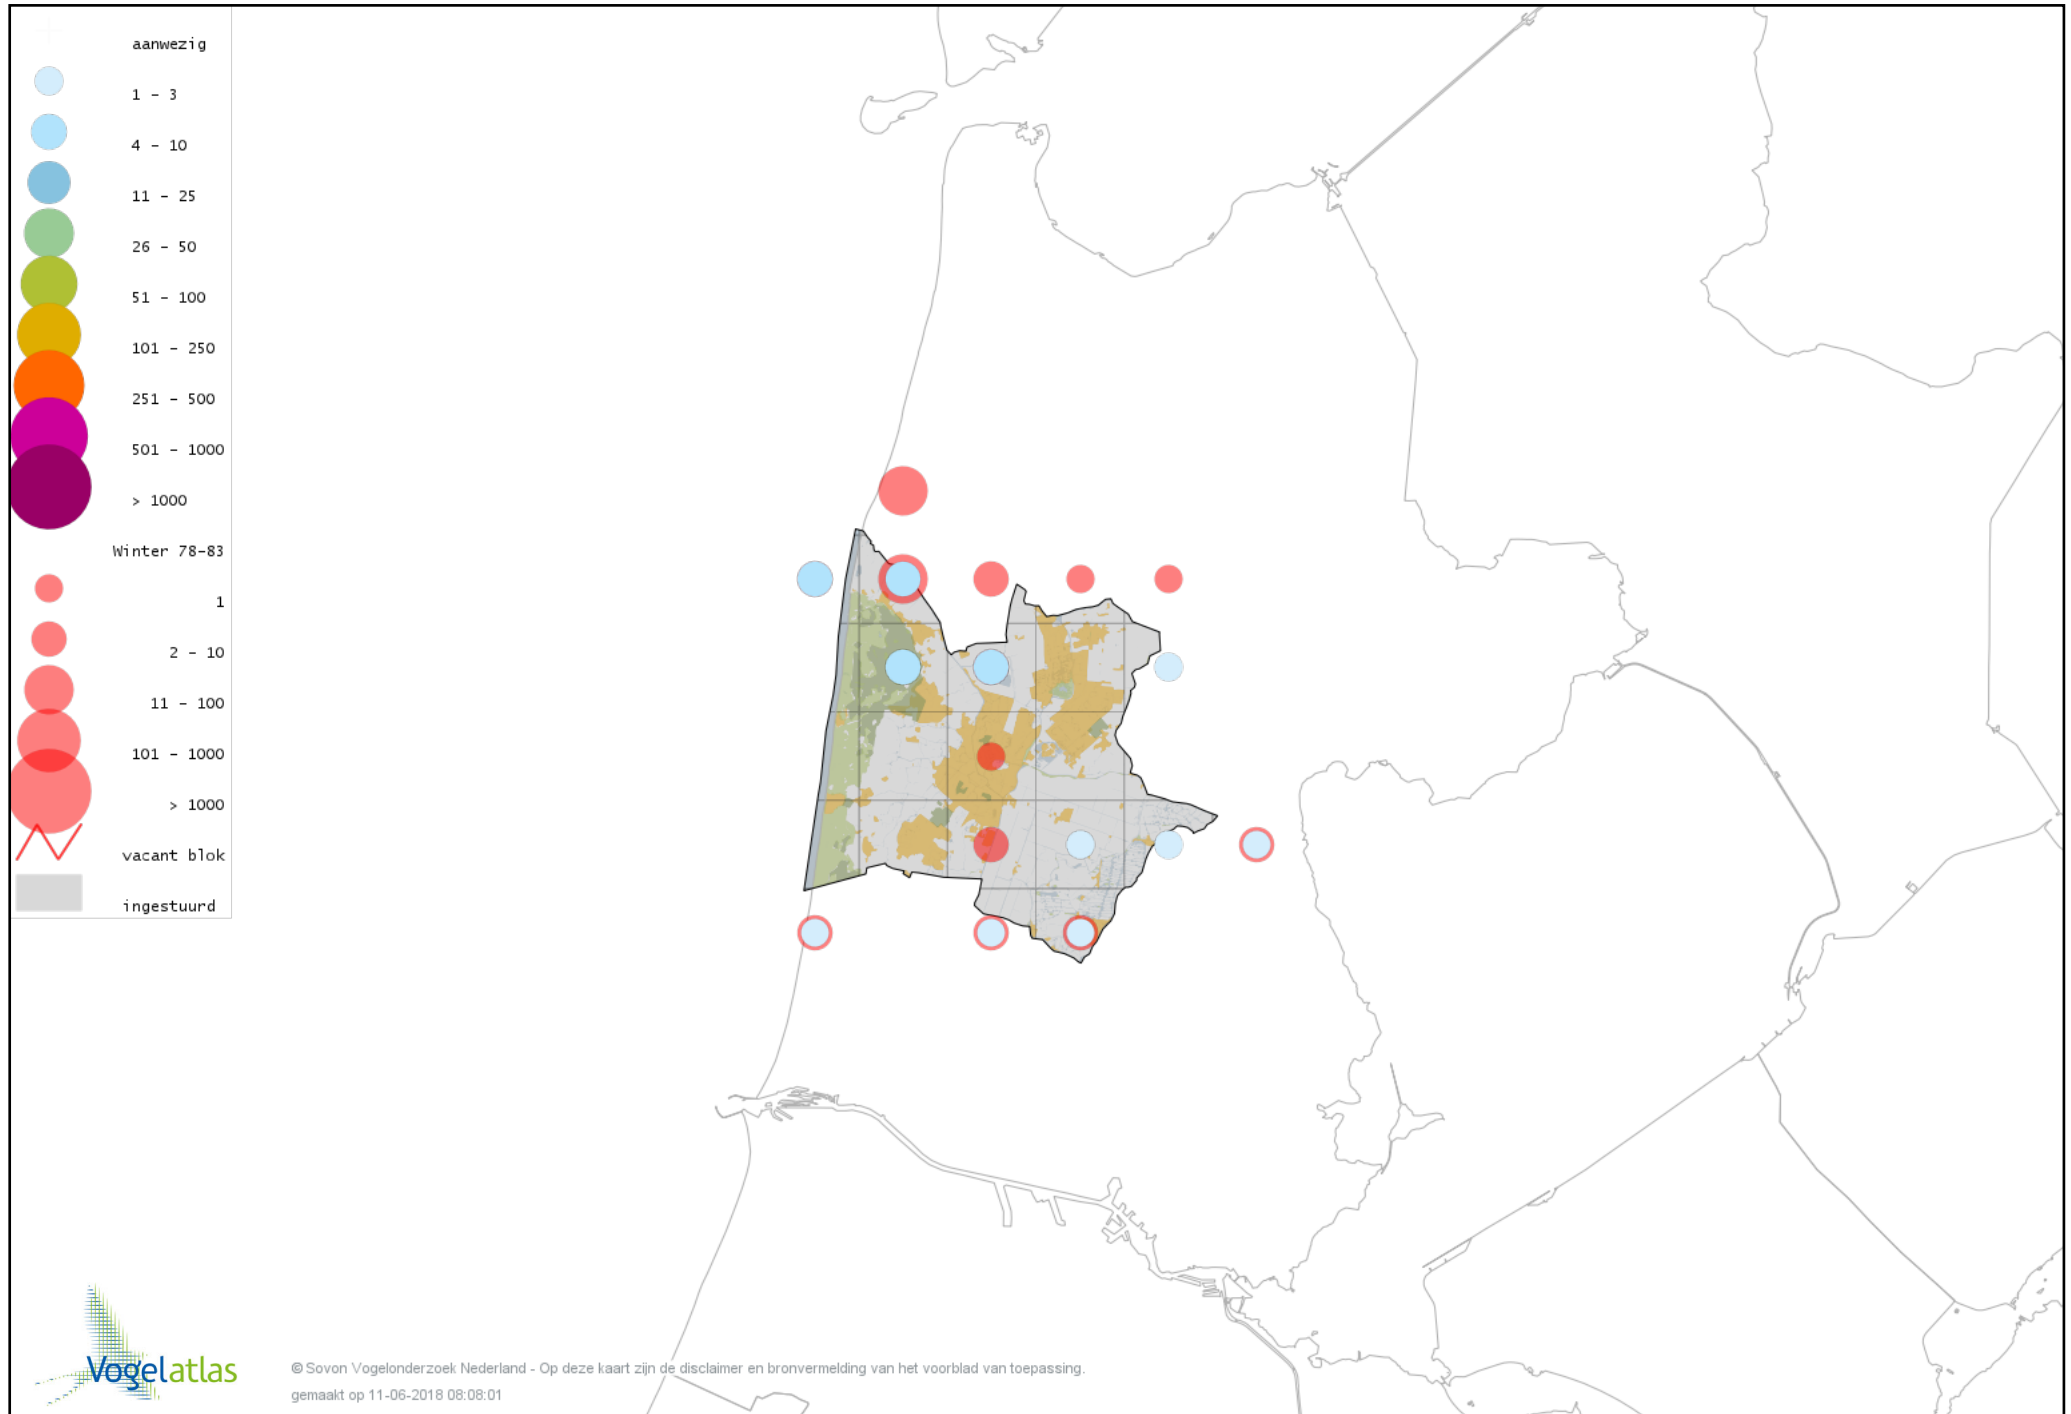 aanwezig
1 - 3
4 - 10
11 - 25
26 - 50
51 - 100
101 - 250
251 - 500
501 - 1000
> 1000
Winter 78-83
1
2 - 10
11 - 100
101 - 1000
> 1000
vacant blok
ingestuurd
Vogelatlas
© Sovon Vogelonderzoek Nederland - Op deze kaart zijn de disclaimer en bronvermelding van het voorblad van toepassing.
gemaakt op 11-06-2018 08:08:01